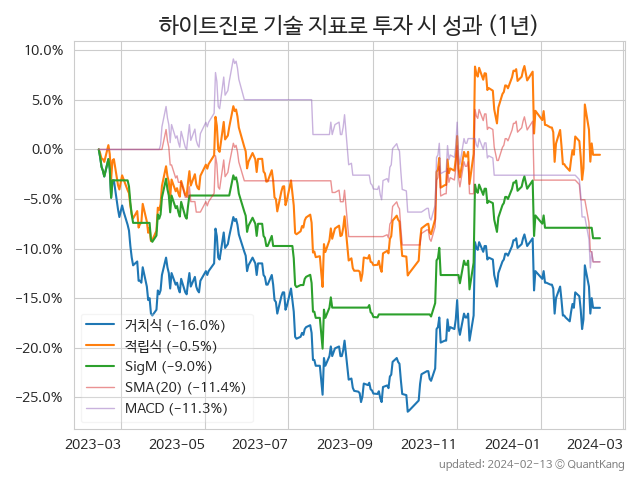 하이트진로 기술 지표로 투자 시 성과 (1년)
10.0%
5.0%
0.0%
−5.0%
−10.0%
−15.0%
−20.0%
−25.0%
거치식 (−16.0%)
적립식 (−0.5%)
SigM (−9.0%)
SMA(20) (−11.4%)
MACD (−11.3%)
2023-03 2023-05 2023-07 2023-09 2023-11 2024-01 2024-03
updated: 2024-02-13 © QuantKang